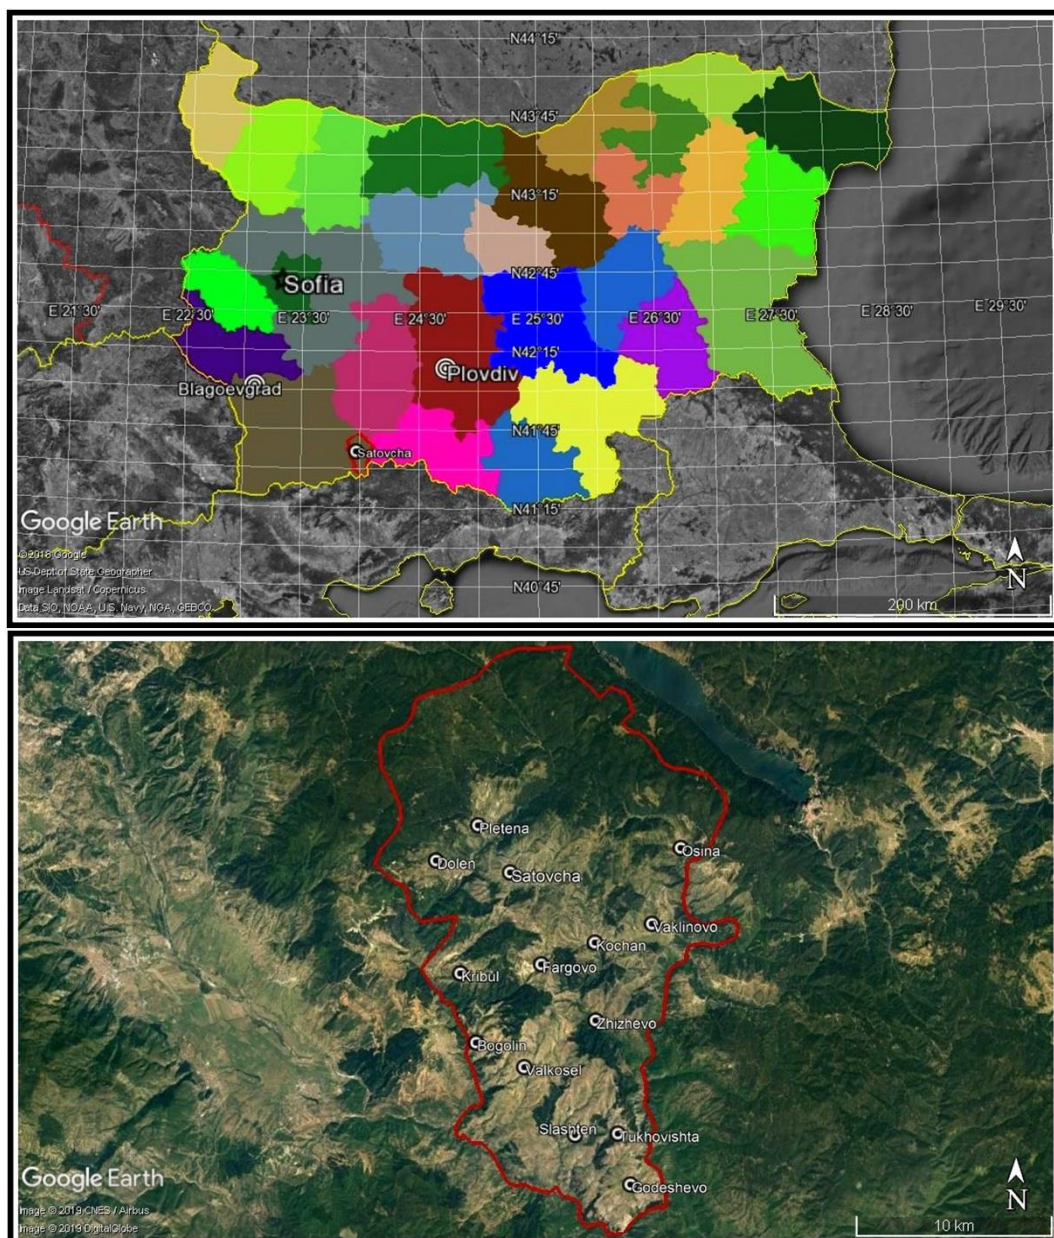 N44°15'
N43°45'
N43°15'
N42°45'
Sofia
E 21°30'
E 22°30'
E 23°30'
E 24°30'
E 25°30'
E 26°30'
E 27°30'
E 28°30'
E 29°30'
N42°15'
Plovdiv
Blagoevgrad
N41°45'
Satovcha
N41°15'
Google Earth
©2018 Google
US Dept of State Geographer
Image Landsat / Copernicus
Data SIO, NOAA, U.S. Navy, NGA, GEBCO
N40°45'
N
200 km
Pletena
Osina
Dolen
Satovcha
Vaklinovo
Kochan
Fargovo
Kribul
Zhizhevo
Bogolin
Valkosel
Slashten
Tukhovishta
Godeshevo
Google Earth
Image © 2019 CNES / Airbus
Image © 2019 DigitalGlobe
N
10 km